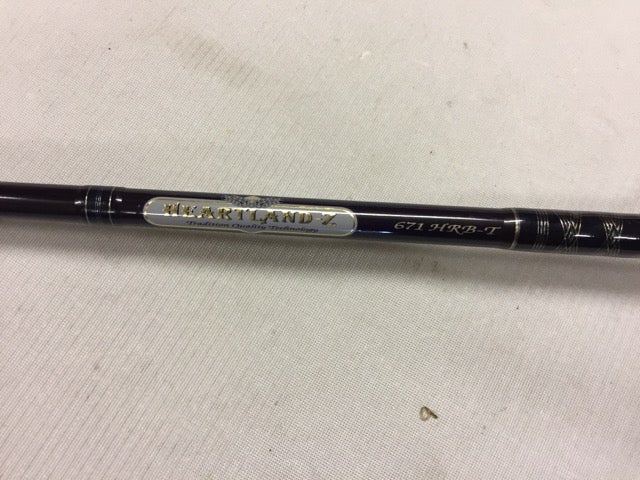 HEARTLAND-Z
Tradition Quality Technology
671 HRB-T